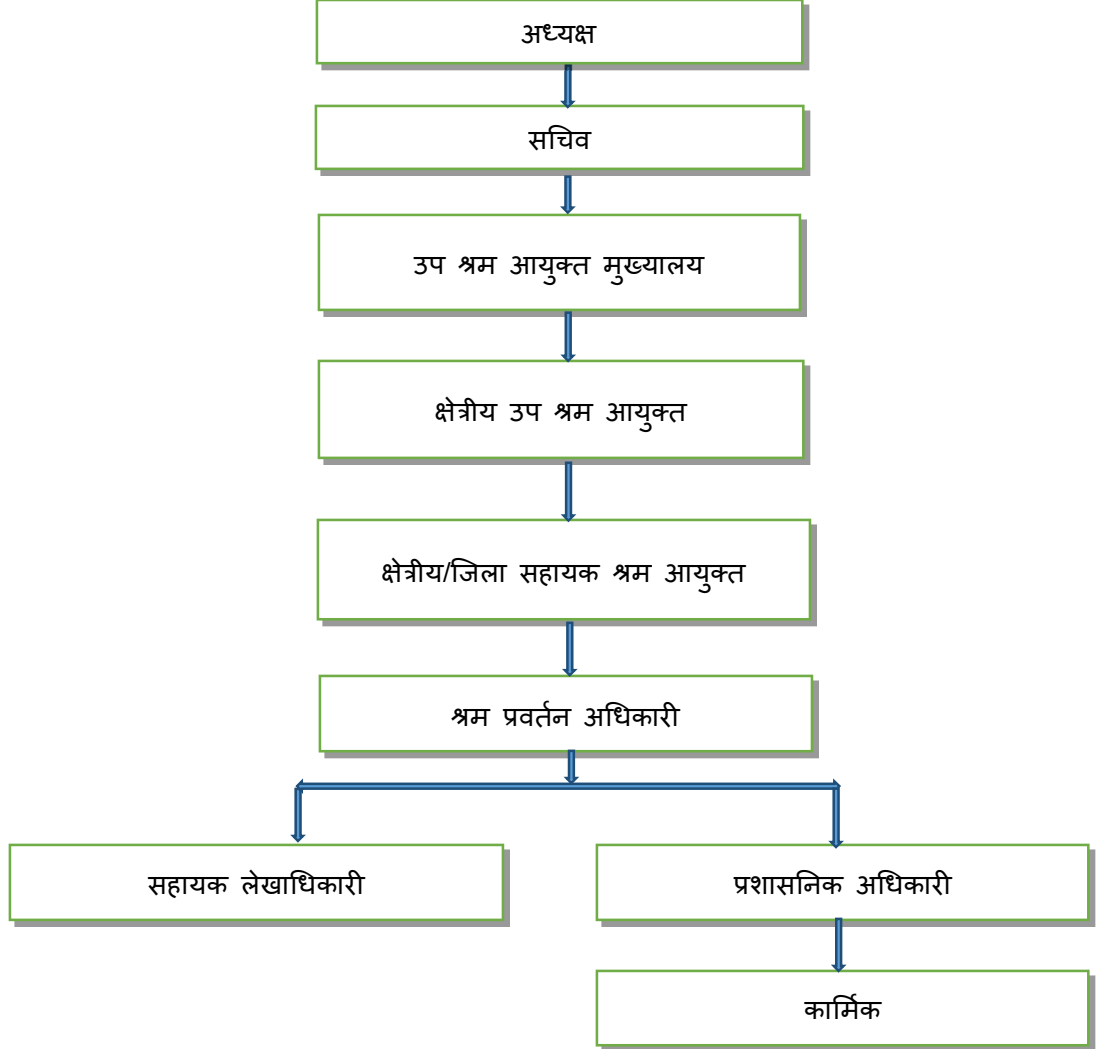 अध्यक्ष
सचिव
उप श्रम आयुक्त मुख्यालय
क्षेत्रीय उप श्रम आयुक्त
क्षेत्रीय/जिला सहायक श्रम आयुक्त
श्रम प्रवर्तन अधिकारी
सहायक लेखाधिकारी
प्रशासनिक अधिकारी
कार्मिक